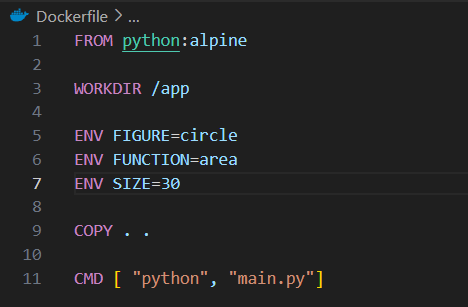 Dockerfile > ...
1 FROM python:alpine
2
3 WORKDIR /app
4
5 ENV FIGURE=circle
6 ENV FUNCTION=area
7 ENV SIZE=30
8
9 COPY . .
10
11 CMD [ "python", "main.py"]